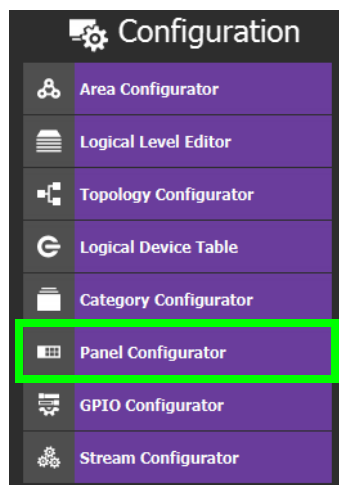 Configuration
Area Configurator
Logical Level Editor
Topology Configurator
Logical Device Table
Category Configurator
Panel Configurator
GPIO Configurator
Stream Configurator